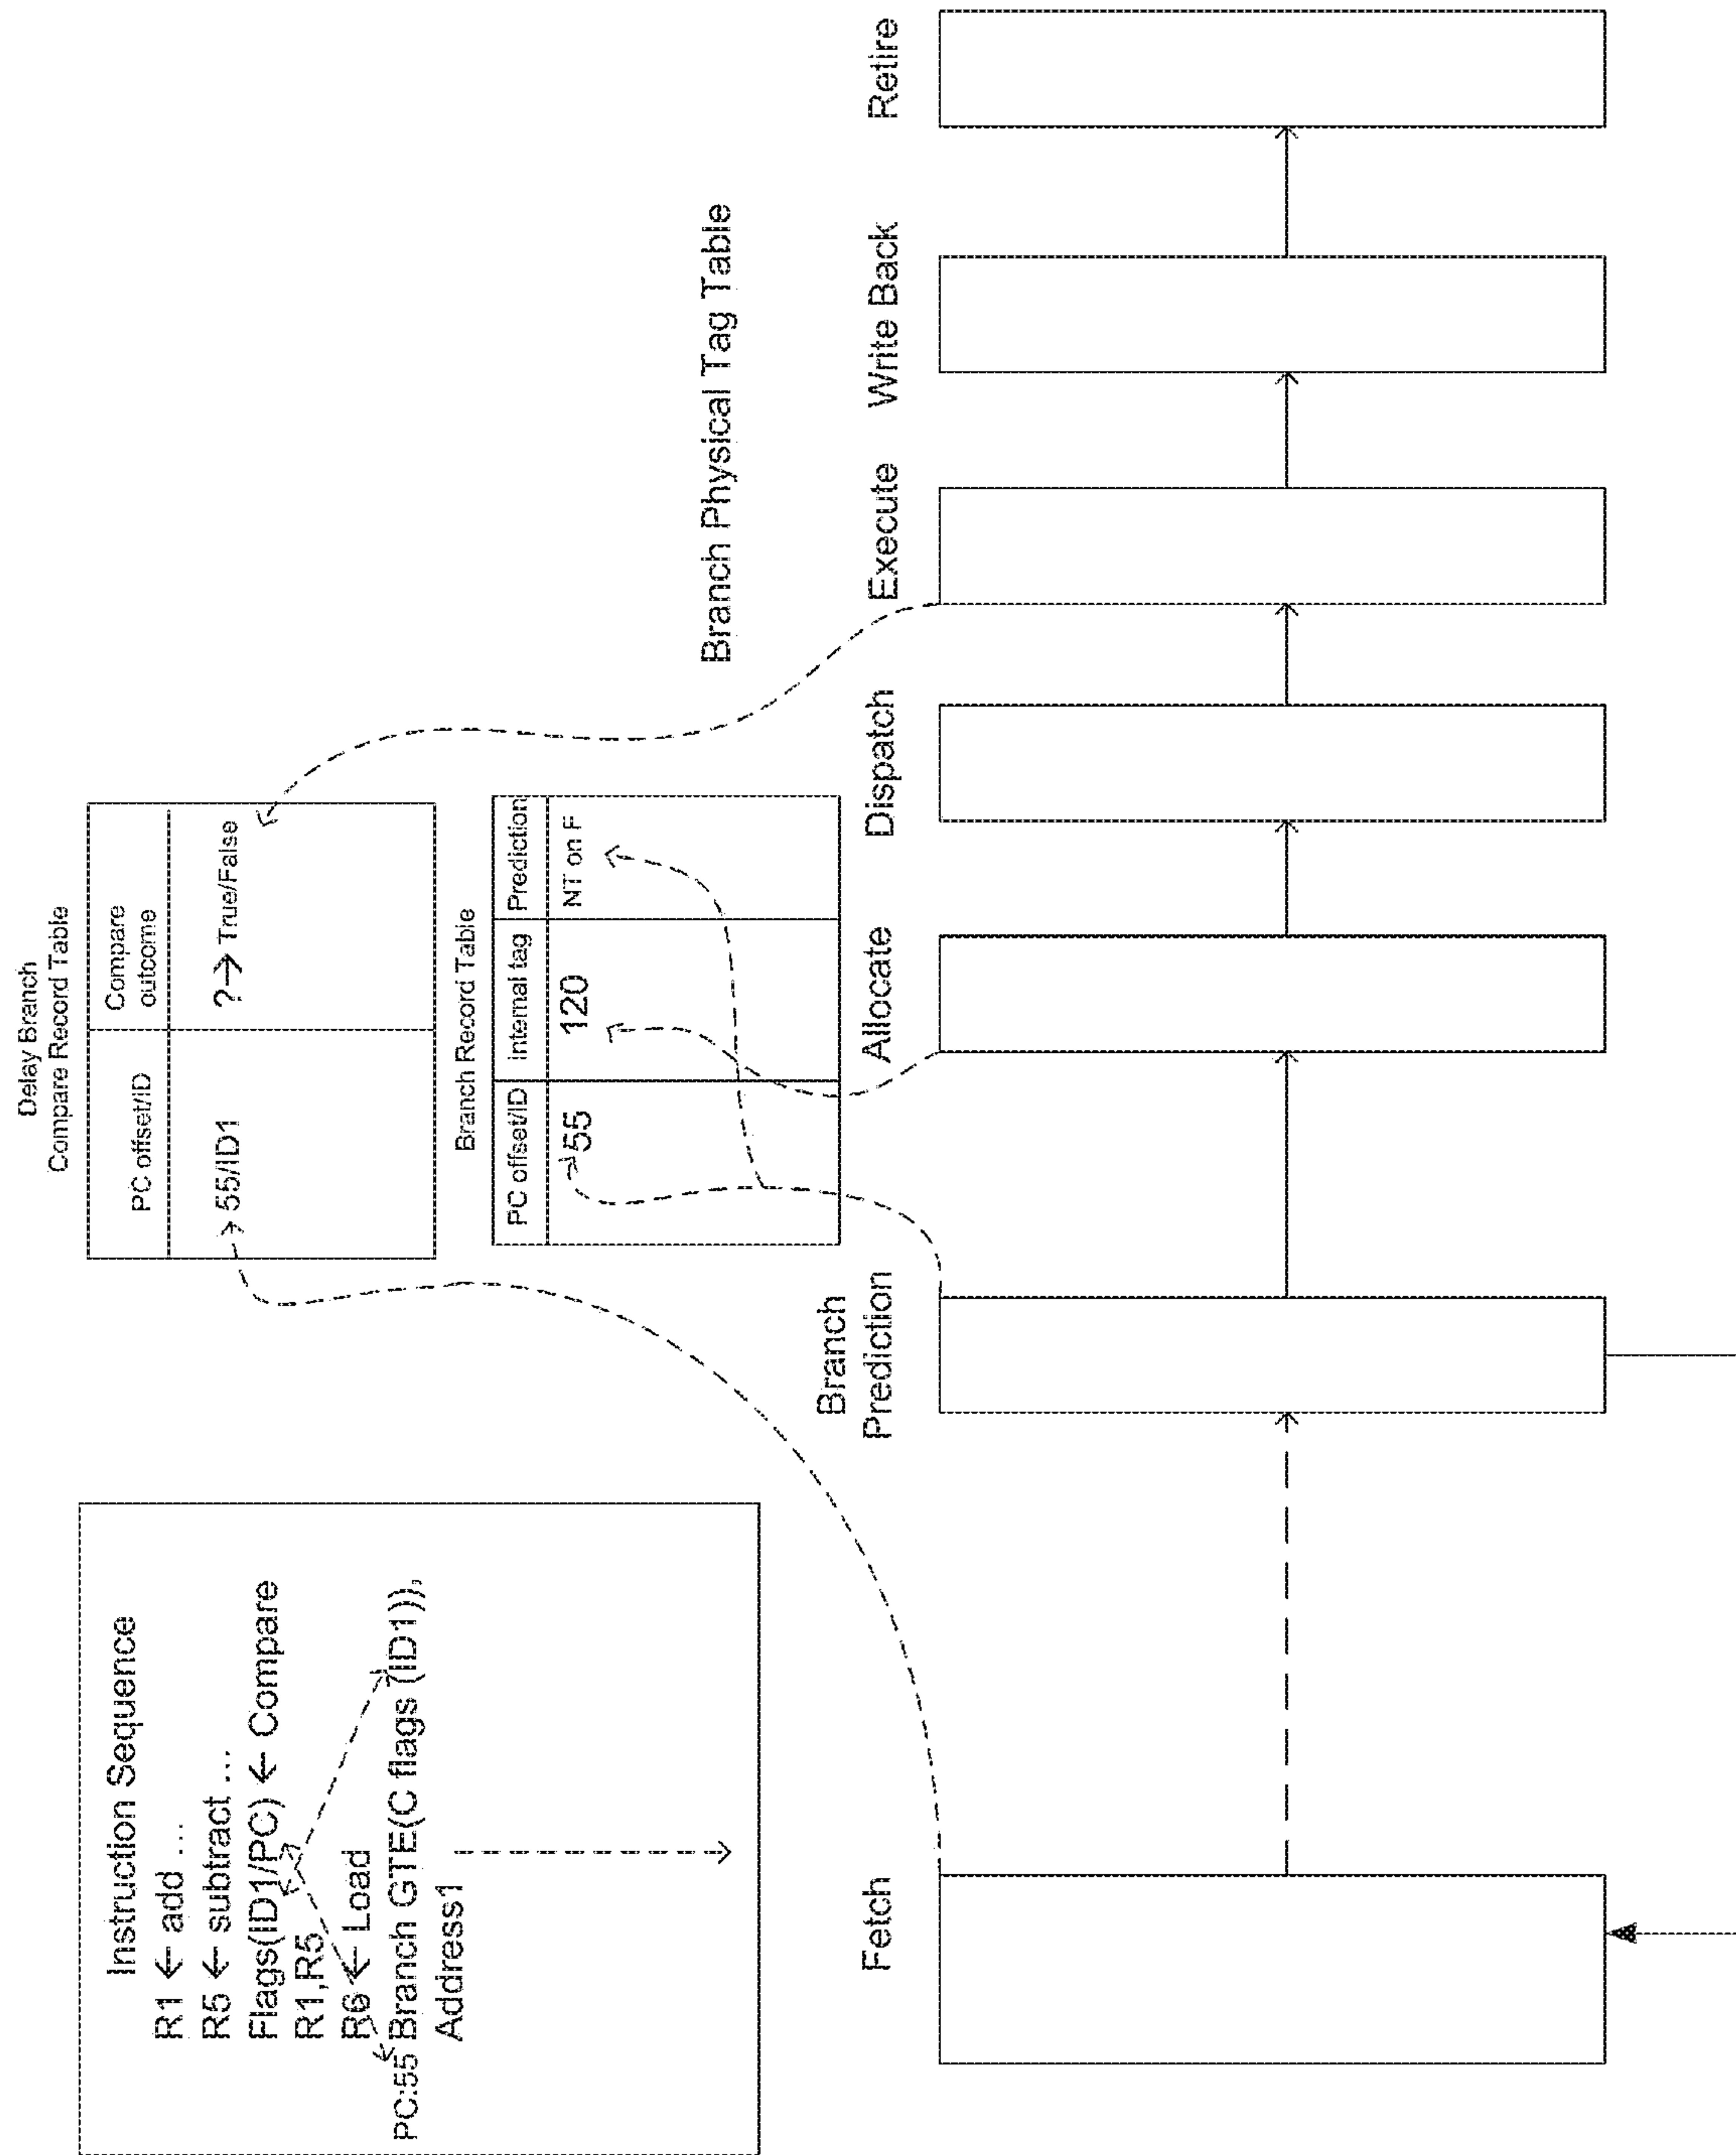 Instruction Sequence
R1 ← add ...
R5 ← subtract ...
Flags(ID1/PC) ← Compare
R1,R5
R6 ← Load
PC:55 Branch GTE(C flags (ID1)),
Address1
Delay Branch
Compare Record Table
PC offset/ID
Compare
outcome
55/ID1
?→ True/False
Branch Record Table
PC offset/ID
internal tag
Prediction
55
120
NT on F
Branch Physical Tag Table
Fetch
Branch
Prediction
Allocate
Dispatch
Execute
Write Back
Retire